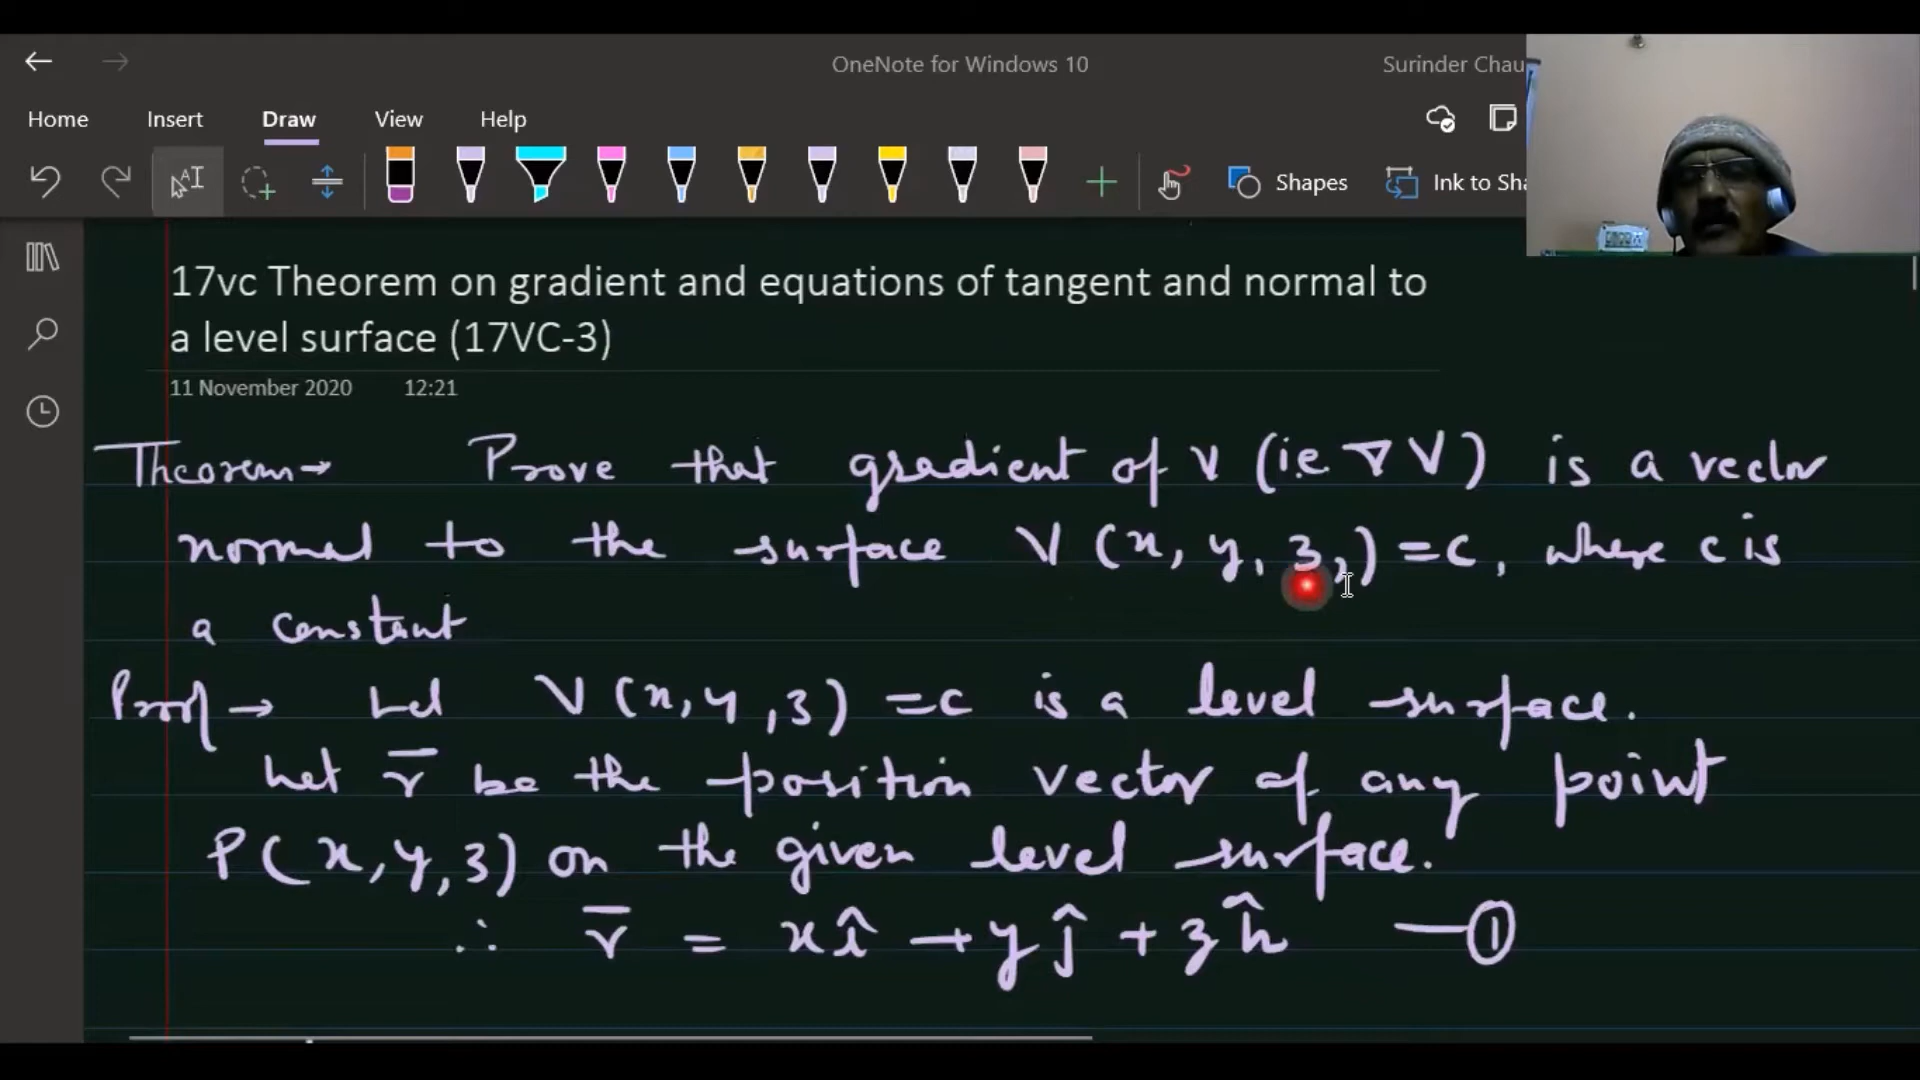 OneNote for Windows 10
Surinder Chau
Home Insert Draw View Help
Shapes Ink to Sha
17vc Theorem on gradient and equations of tangent and normal to
a level surface (17VC-3)
11 November 2020 12:21
Theorem→ Prove that gradient of V (i.e ∇ V) is a vector
normal to the surface V (x, y, z,) = c, where c is
a constant
Proof → Let V (x, y, z) = c is a level surface.
Let r̄ be the position vector of any point
P(x, y, z) on the given level surface.
∴ r̄ = xî + yĵ + zk̂ —①